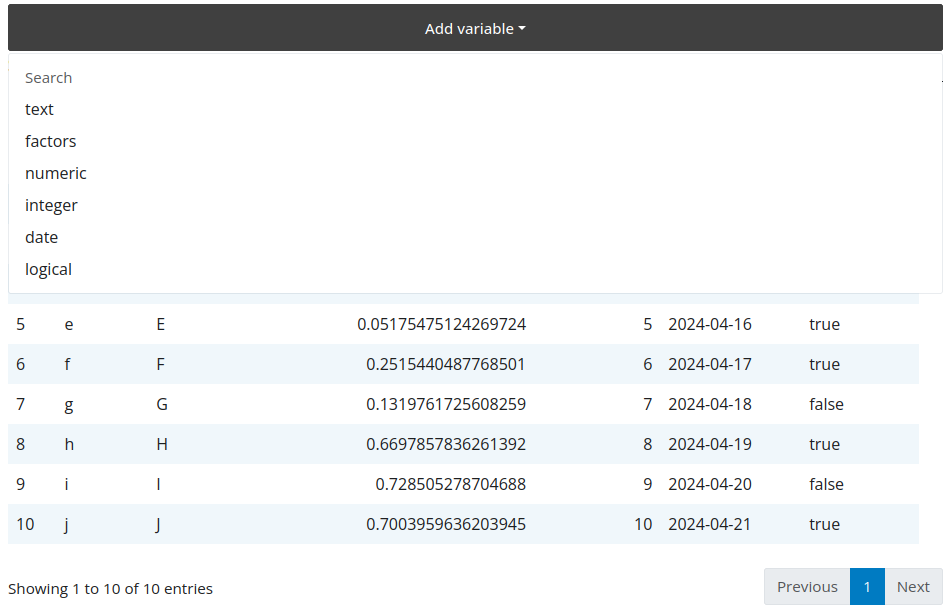 Add variable
Search
text
factors
numeric
integer
date
logical
5 e E 0.05175475124269724 5 2024-04-16 true
6 f F 0.2515440487768501 6 2024-04-17 true
7 g G 0.1319761725608259 7 2024-04-18 false
8 h H 0.6697857836261392 8 2024-04-19 true
9 i I 0.728505278704688 9 2024-04-20 false
10 j J 0.7003959636203945 10 2024-04-21 true
Showing 1 to 10 of 10 entries
Previous 1 Next